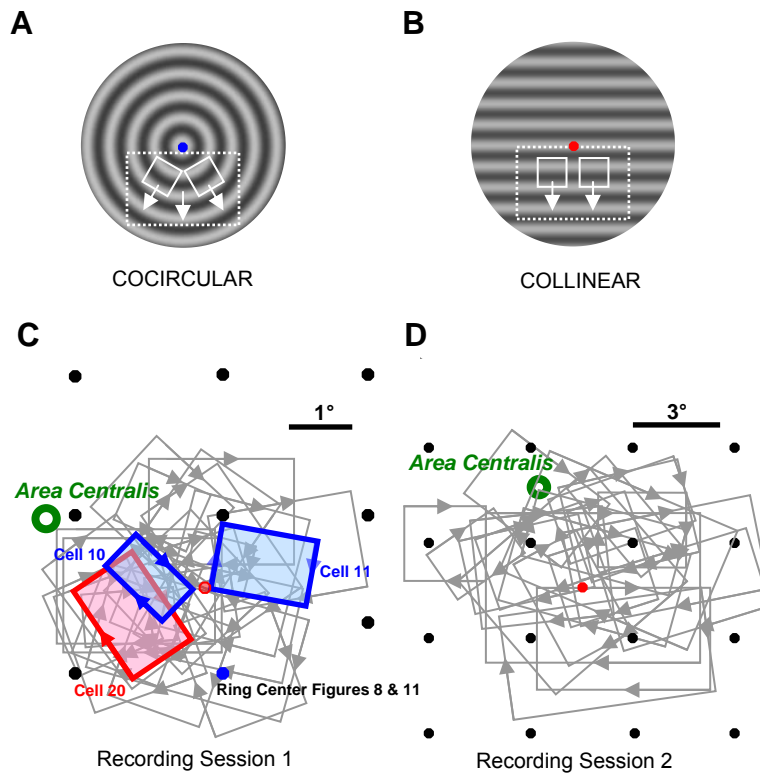 A
B
COCIRCULAR
COLLINEAR
C
D
1°
3°
Area Centralis
Area Centralis
Cell 10
Cell 11
Cell 20
Ring Center Figures 8 & 11
Recording Session 1
Recording Session 2